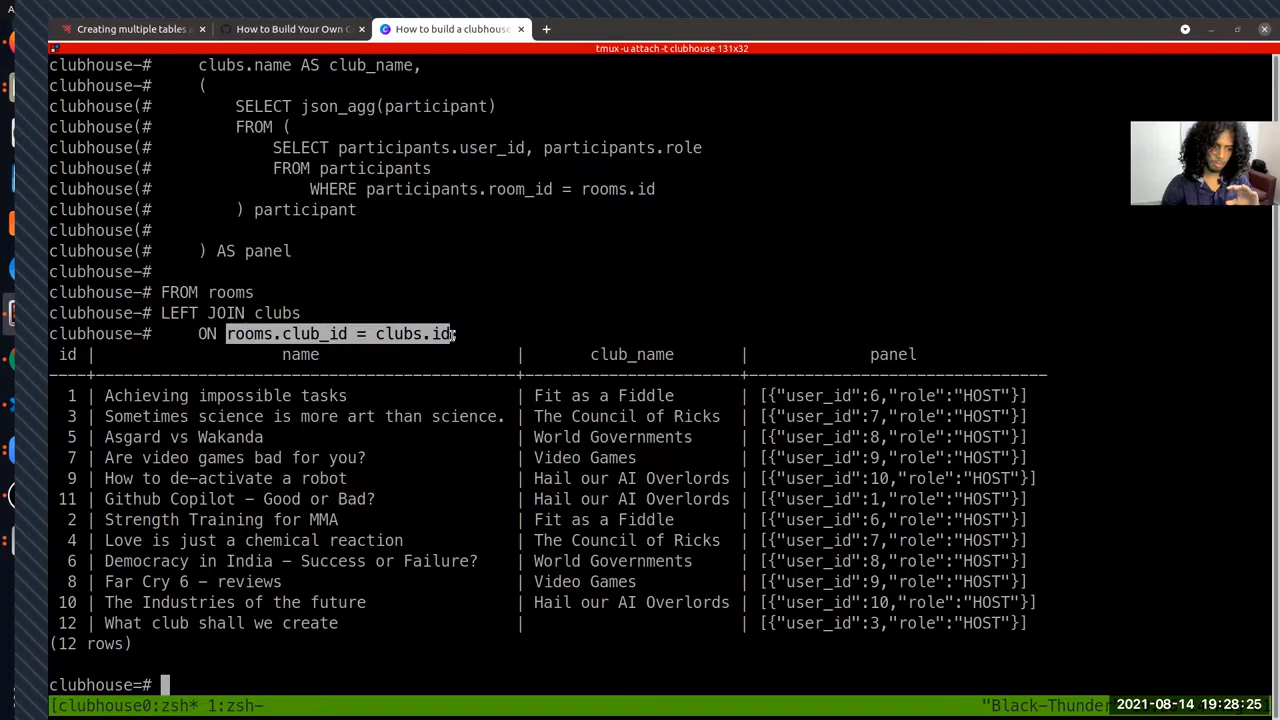 Creating multiple tables a
How to Build Your Own C
How to build a clubhouse
tmux -u attach -t clubhouse 131x32
clubhouse-#     clubs.name AS club_name,
clubhouse-#     (
clubhouse(#         SELECT json_agg(participant)
clubhouse(#         FROM (
clubhouse(#             SELECT participants.user_id, participants.role
clubhouse(#             FROM participants
clubhouse(#                 WHERE participants.room_id = rooms.id
clubhouse(#         ) participant
clubhouse(#
clubhouse(#     ) AS panel
clubhouse-#
clubhouse-# FROM rooms
clubhouse-# LEFT JOIN clubs
clubhouse-#     ON rooms.club_id = clubs.id;
id | name | club_name | panel
----+--------------------------------------------+-----------------------+--------------------------------
1 | Achieving impossible tasks | Fit as a Fiddle | [{"user_id":6,"role":"HOST"}]
3 | Sometimes science is more art than science. | The Council of Ricks | [{"user_id":7,"role":"HOST"}]
5 | Asgard vs Wakanda | World Governments | [{"user_id":8,"role":"HOST"}]
7 | Are video games bad for you? | Video Games | [{"user_id":9,"role":"HOST"}]
9 | How to de-activate a robot | Hail our AI Overlords | [{"user_id":10,"role":"HOST"}]
11 | Github Copilot - Good or Bad? | Hail our AI Overlords | [{"user_id":1,"role":"HOST"}]
2 | Strength Training for MMA | Fit as a Fiddle | [{"user_id":6,"role":"HOST"}]
4 | Love is just a chemical reaction | The Council of Ricks | [{"user_id":7,"role":"HOST"}]
6 | Democracy in India - Success or Failure? | World Governments | [{"user_id":8,"role":"HOST"}]
8 | Far Cry 6 - reviews | Video Games | [{"user_id":9,"role":"HOST"}]
10 | The Industries of the future | Hail our AI Overlords | [{"user_id":10,"role":"HOST"}]
12 | What club shall we create | | [{"user_id":3,"role":"HOST"}]
(12 rows)
clubhouse=#
[clubhouse0:zsh* 1:zsh- "Black-Thunder 2021-08-14 19:28:25